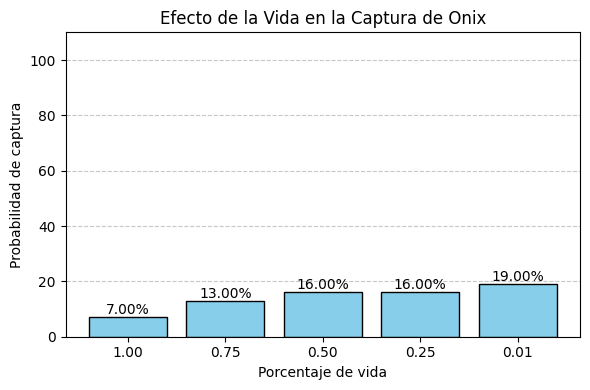 Efecto de la Vida en la Captura de Onix
Probabilidad de captura
100
80
60
40
20
0
7.00%
13.00%
16.00%
16.00%
19.00%
1.00 0.75 0.50 0.25 0.01
Porcentaje de vida